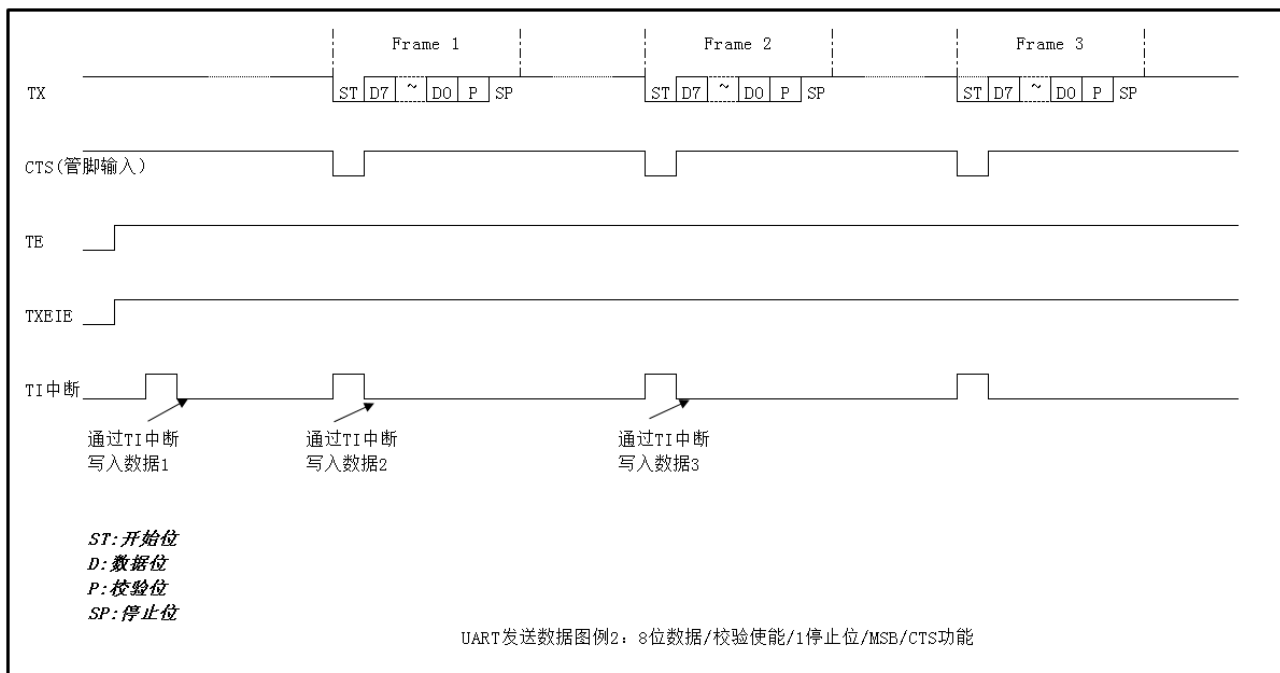 Frame 1 Frame 2 Frame 3
TX ST D7 ~ D0 P SP ST D7 ~ D0 P SP ST D7 ~ D0 P SP
CTS(管脚输入)
TE
TXEIE
TI中断
通过TI中断 通过TI中断 通过TI中断
写入数据1 写入数据2 写入数据3
ST:开始位
D:数据位
P:校验位
SP:停止位
UART发送数据图例2: 8位数据/校验使能/1停止位/MSB/CTS功能